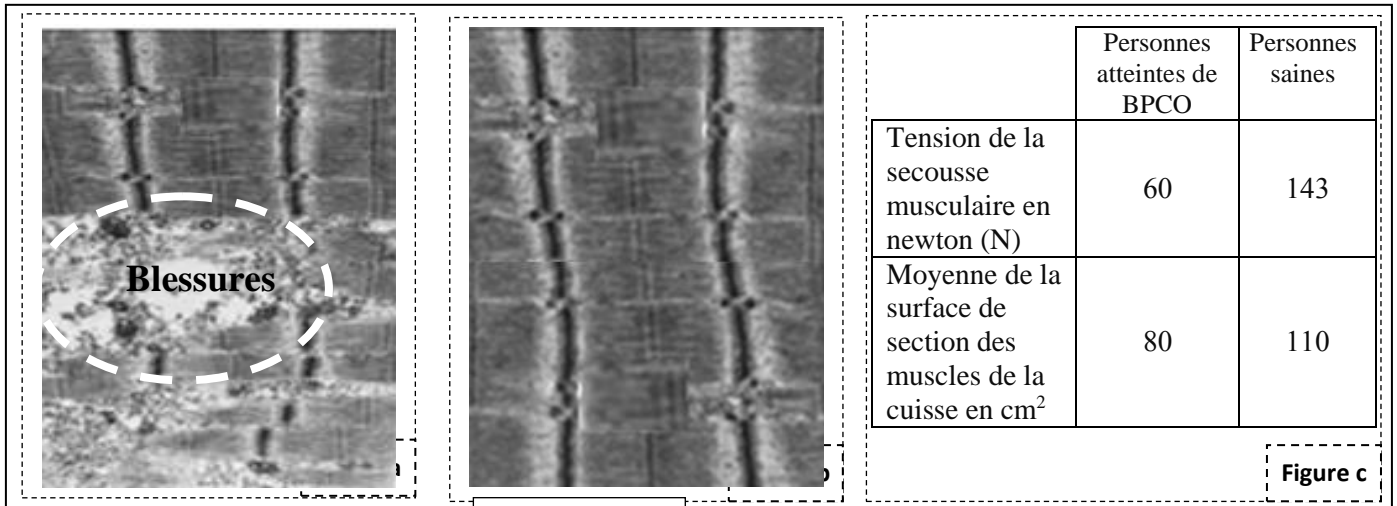 Blessures
a
b
Personnes
atteintes de
BPCO
Personnes
saines
Tension de la
secousse
musculaire en
newton (N)
60
143
Moyenne de la
surface de
section des
muscles de la
cuisse en cm²
80
110
Figure c